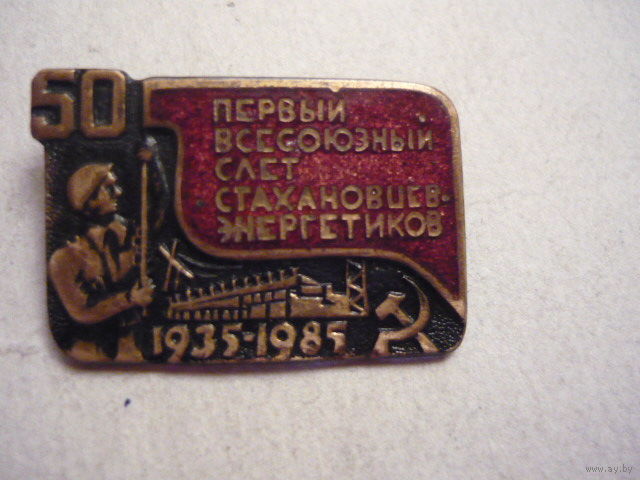 50
ПЕРВЫЙ
ВСЕСОЮЗНЫЙ
СЛЕТ
СТАХАНОВЦЕВ-
ЭНЕРГЕТИКОВ
1935-1985
www.ay.by